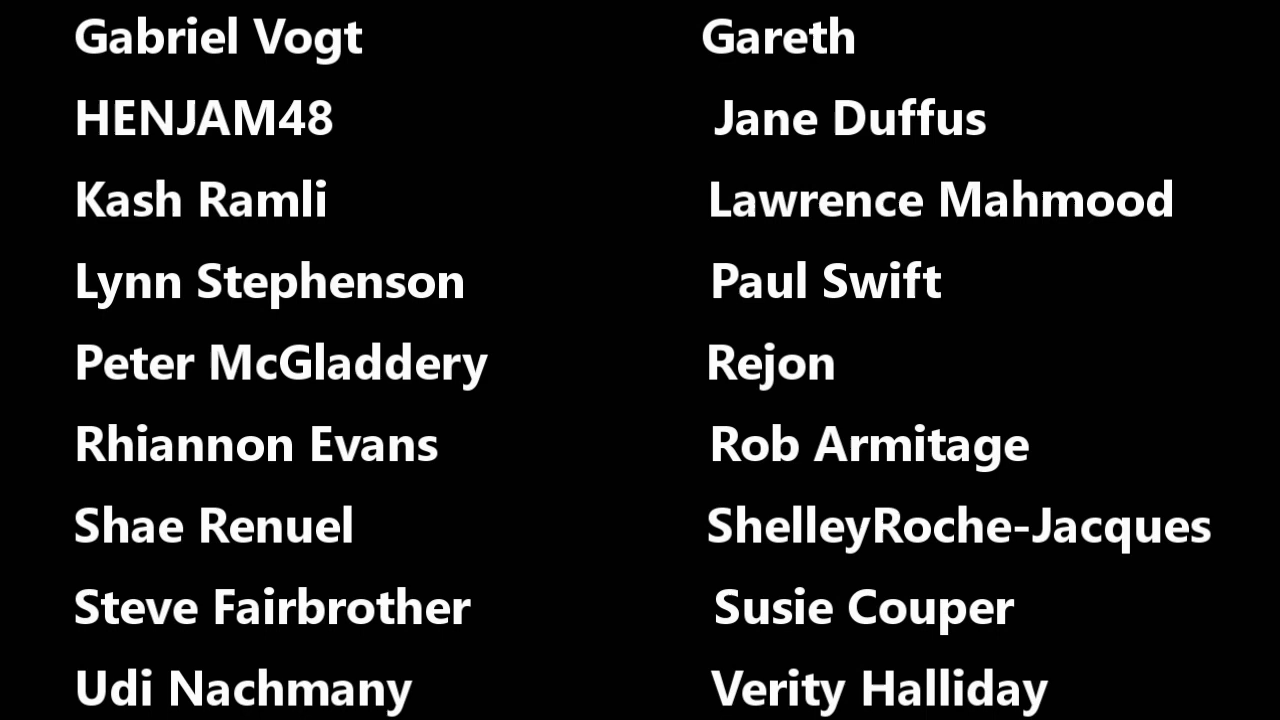 Gabriel Vogt Gareth
HENJAM48 Jane Duffus
Kash Ramli Lawrence Mahmood
Lynn Stephenson Paul Swift
Peter McGladdery Rejon
Rhiannon Evans Rob Armitage
Shae Renuel ShelleyRoche-Jacques
Steve Fairbrother Susie Couper
Udi Nachmany Verity Halliday